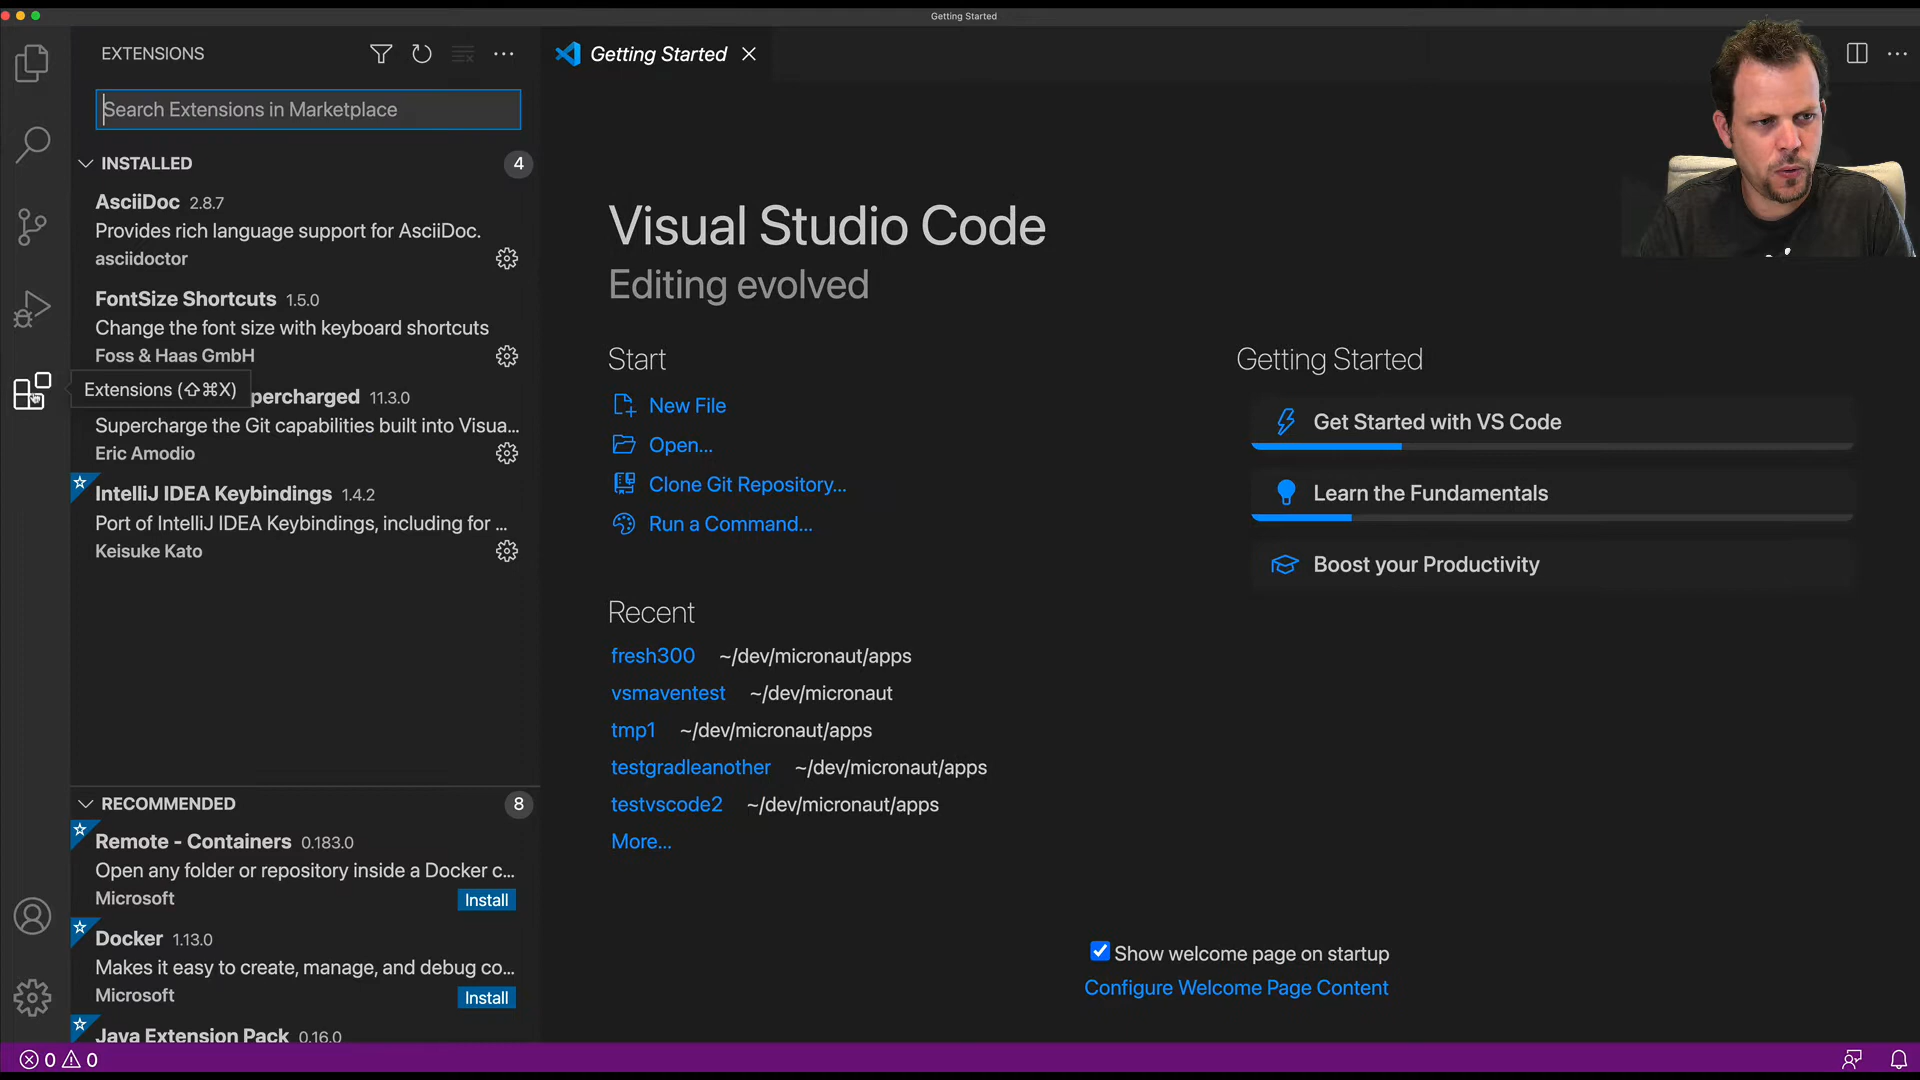 Getting Started
EXTENSIONS
Search Extensions in Marketplace
INSTALLED 4
AsciiDoc 2.8.7
Provides rich language support for AsciiDoc.
asciidoctor
FontSize Shortcuts 1.5.0
Change the font size with keyboard shortcuts
Foss & Haas GmbH
Extensions (⇧⌘X)
percharged 11.3.0
Supercharge the Git capabilities built into Visua...
Eric Amodio
IntelliJ IDEA Keybindings 1.4.2
Port of IntelliJ IDEA Keybindings, including for ...
Keisuke Kato
RECOMMENDED 8
Remote - Containers 0.183.0
Open any folder or repository inside a Docker c...
Microsoft
Install
Docker 1.13.0
Makes it easy to create, manage, and debug co...
Microsoft
Install
Java Extension Pack 0.16.0
0 0
Getting Started
Visual Studio Code
Editing evolved
Start
New File
Open...
Clone Git Repository...
Run a Command...
Recent
fresh300 ~/dev/micronaut/apps
vsmaventest ~/dev/micronaut
tmp1 ~/dev/micronaut/apps
testgradleanother ~/dev/micronaut/apps
testvscode2 ~/dev/micronaut/apps
More...
Getting Started
Get Started with VS Code
Learn the Fundamentals
Boost your Productivity
Show welcome page on startup
Configure Welcome Page Content